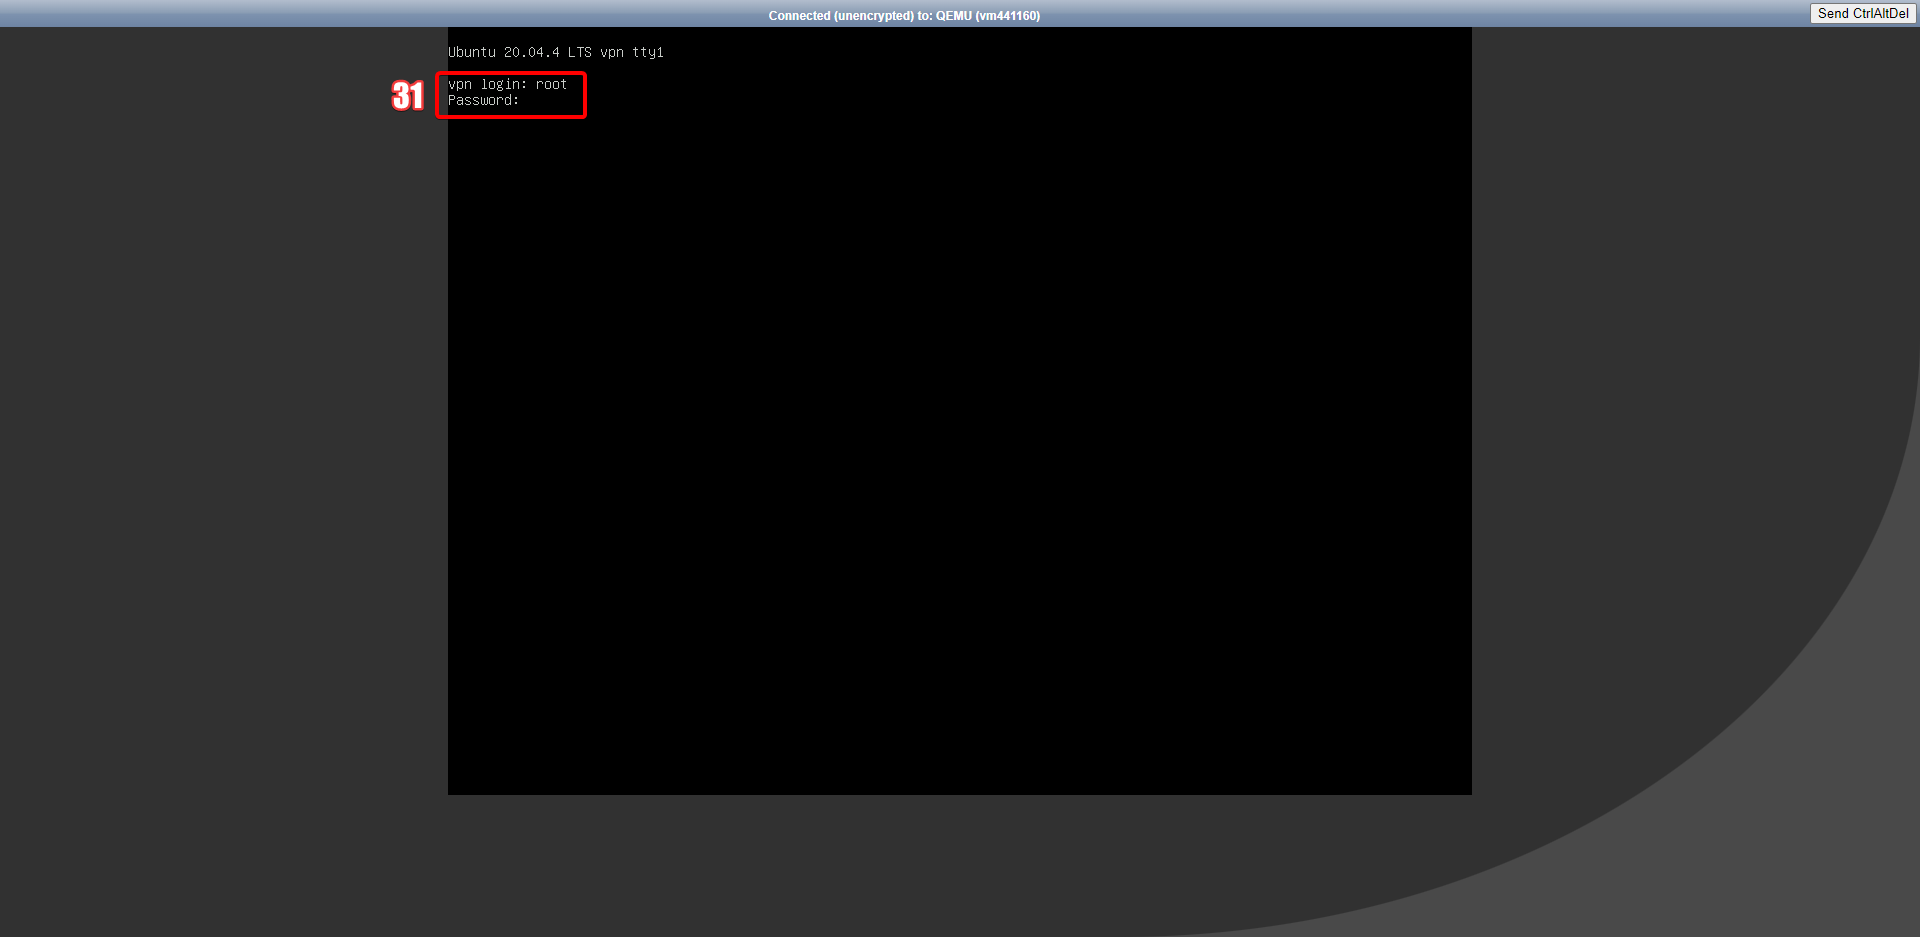 Connected (unencrypted) to: QEMU (vm441160)
Send CtrlAltDel
Ubuntu 20.04.4 LTS vpn tty1
31
vpn login: root
Password: